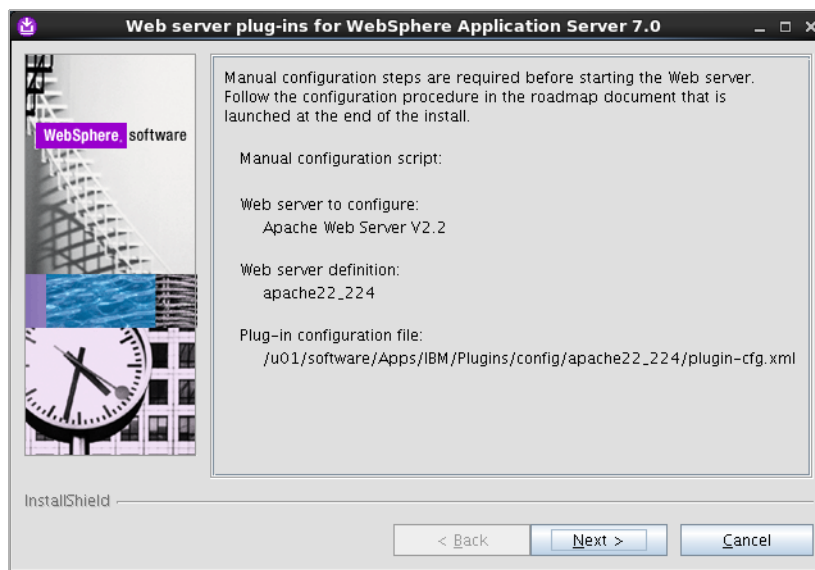 Web server plug-ins for WebSphere Application Server 7.0
WebSphere. software
Manual configuration steps are required before starting the Web server.
Follow the configuration procedure in the roadmap document that is
launched at the end of the install.
Manual configuration script:
Web server to configure:
Apache Web Server V2.2
Web server definition:
apache22_224
Plug-in configuration file:
/u01/software/Apps/IBM/Plugins/config/apache22_224/plugin-cfg.xml
InstallShield
< Back
Next >
Cancel